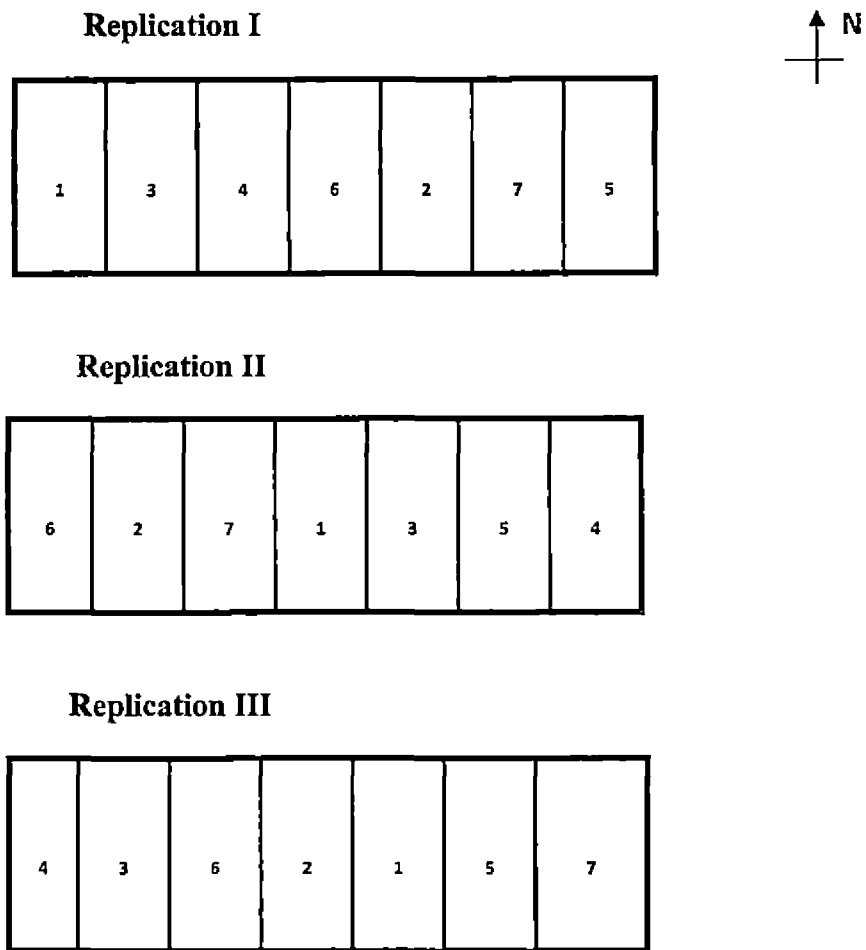 Replication I
N
1 3 4 6 2 7 5
Replication II
6 2 7 1 3 5 4
Replication III
4 3 6 2 1 5 7